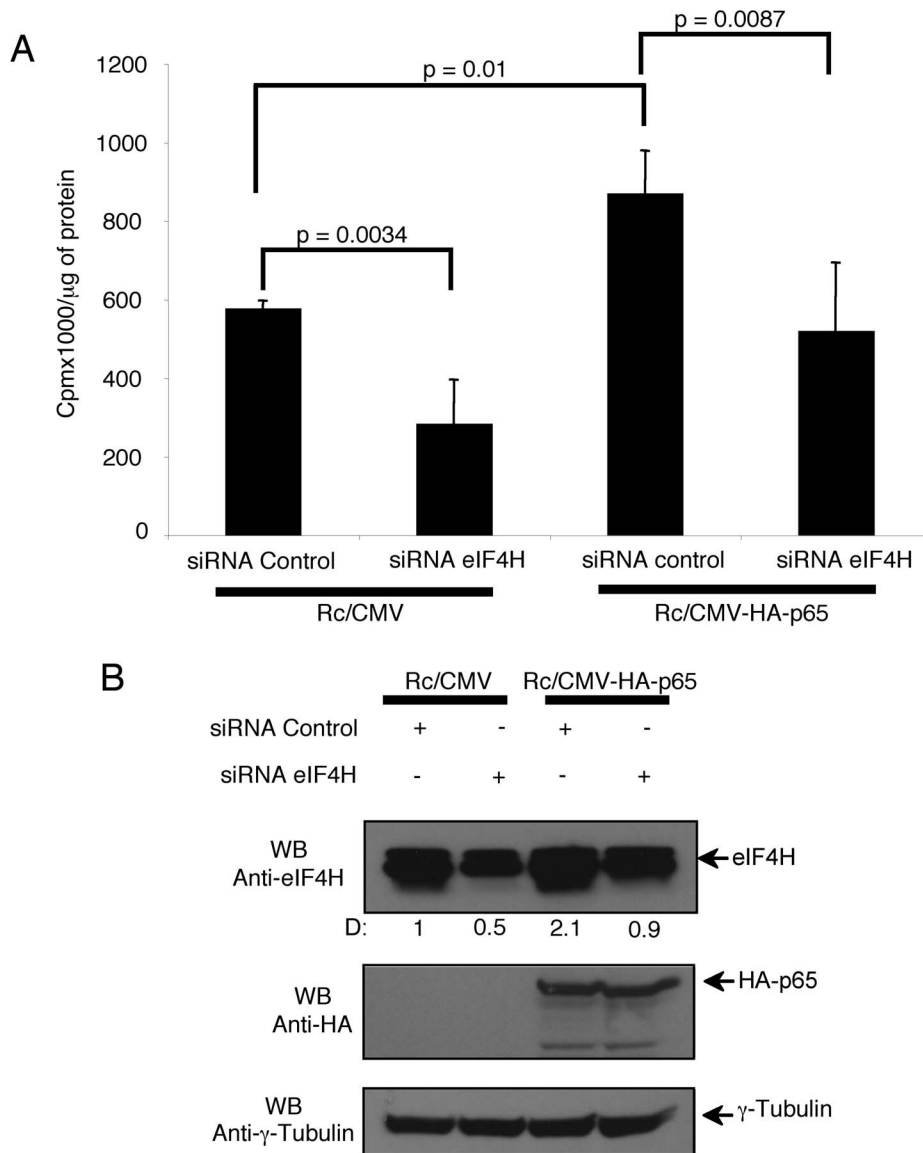 A
p = 0.0087
1200
p = 0.01
1000
800
p = 0.0034
600
400
200
0
Cpmx1000/μg of protein
siRNA Control siRNA eIF4H siRNA control siRNA eIF4H
Rc/CMV Rc/CMV-HA-p65
B
Rc/CMV Rc/CMV-HA-p65
siRNA Control + - + -
siRNA eIF4H - + - +
WB
Anti-eIF4H
eIF4H
D: 1 0.5 2.1 0.9
WB
Anti-HA
HA-p65
WB
Anti-γ-Tubulin
γ-Tubulin